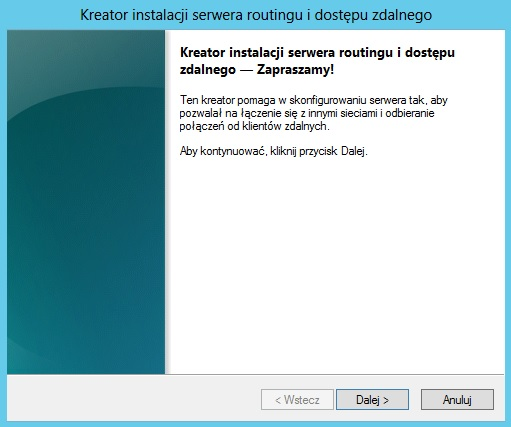 Kreator instalacji serwera routingu i dostępu zdalnego
Kreator instalacji serwera routingu i dostępu
zdalnego — Zapraszamy!
Ten kreator pomaga w skonfigurowaniu serwera tak, aby
pozwalał na łączenie się z innymi sieciami i odbieranie
połączeń od klientów zdalnych.
Aby kontynuować, kliknij przycisk Dalej.
< Wstecz
Dalej >
Anuluj